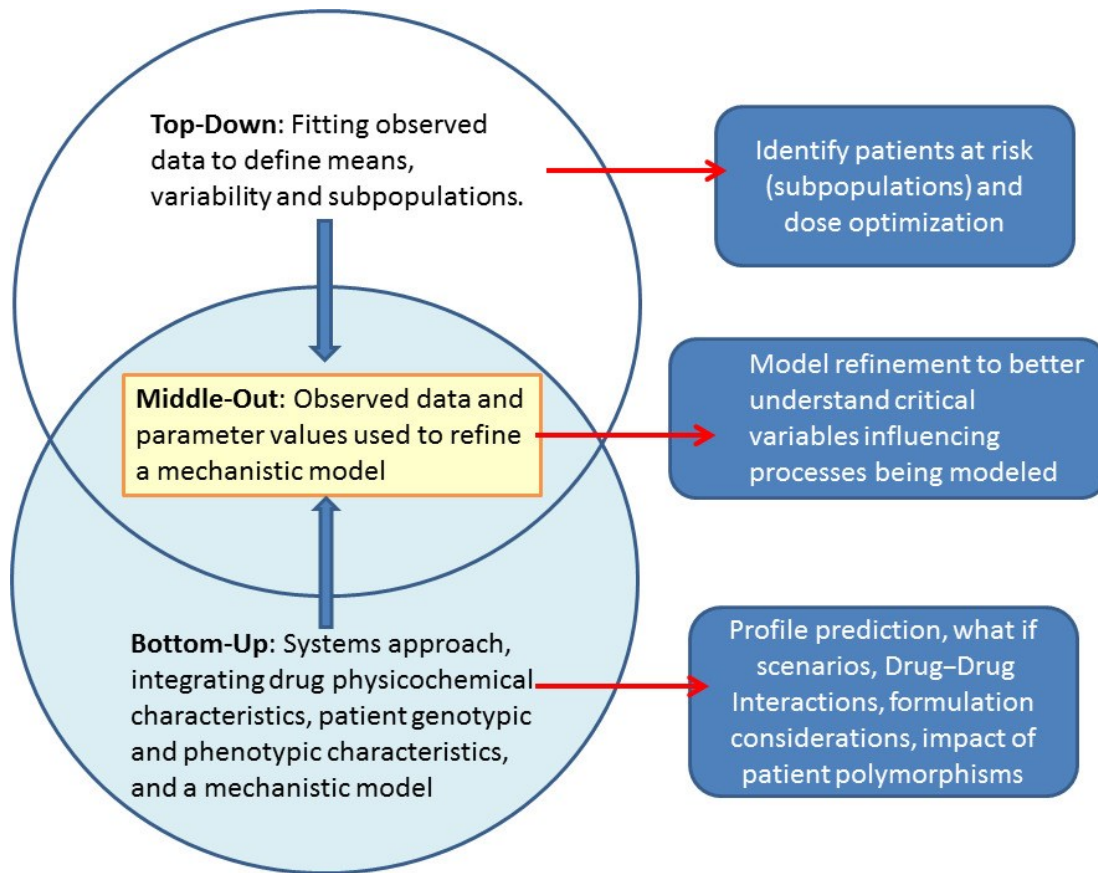 Top-Down: Fitting observed
data to define means,
variability and subpopulations.
Identify patients at risk
(subpopulations) and
dose optimization
Middle-Out: Observed data and
parameter values used to refine
a mechanistic model
Model refinement to better
understand critical
variables influencing
processes being modeled
Bottom-Up: Systems approach,
integrating drug physicochemical
characteristics, patient genotypic
and phenotypic characteristics,
and a mechanistic model
Profile prediction, what if
scenarios, Drug–Drug
Interactions, formulation
considerations, impact of
patient polymorphisms